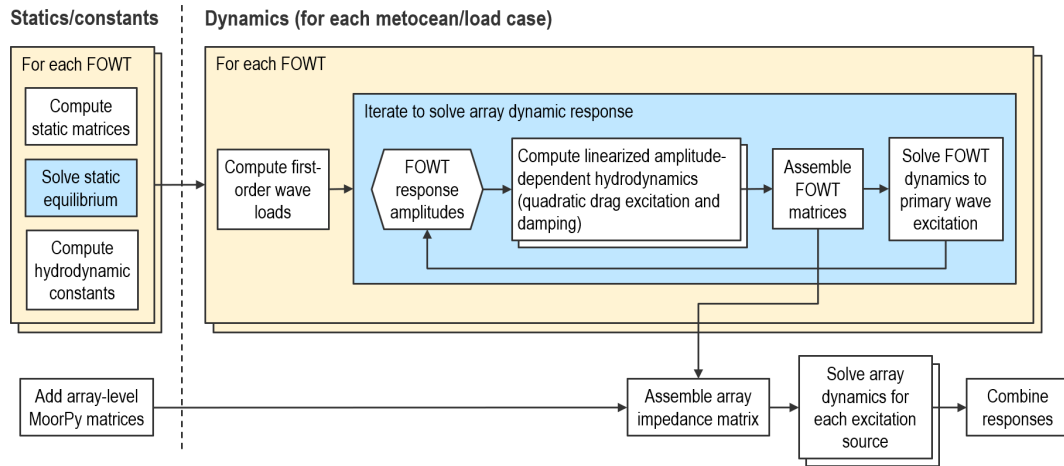 Statics/constants
Dynamics (for each metocean/load case)
For each FOWT
Compute
static matrices
Solve static
equilibrium
Compute
hydrodynamic
constants
For each FOWT
Compute first-
order wave
loads
Iterate to solve array dynamic response
FOWT
response
amplitudes
Compute linearized amplitude-
dependent hydrodynamics
(quadratic drag excitation and
damping)
Assemble
FOWT
matrices
Solve FOWT
dynamics to
primary wave
excitation
Add array-level
MoorPy matrices
Assemble array
impedance matrix
Solve array
dynamics for
each excitation
source
Combine
responses